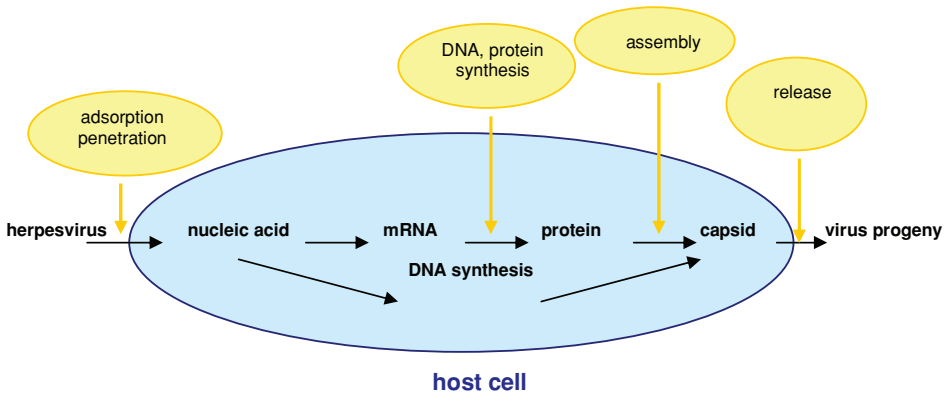 DNA, protein
synthesis
assembly
release
adsorption
penetration
herpesvirus
nucleic acid
mRNA
protein
capsid
virus progeny
DNA synthesis
host cell